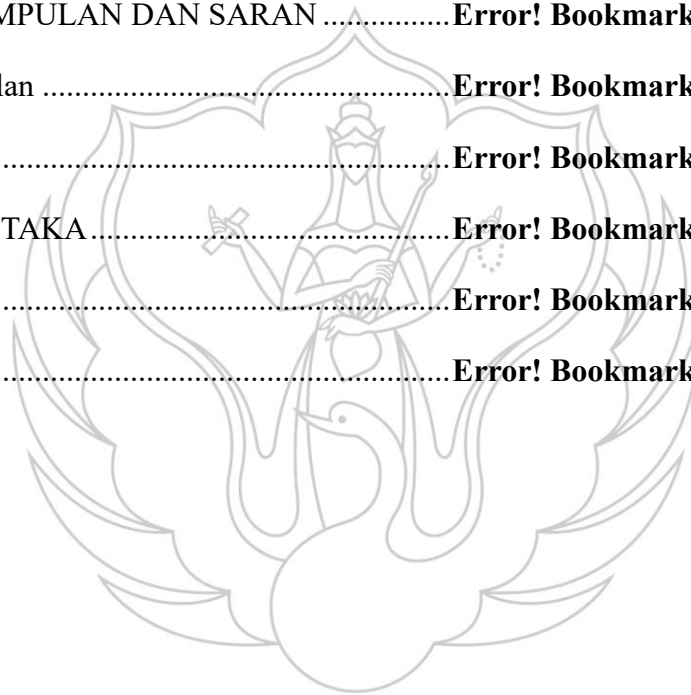 MPULAN DAN SARAN ............... Error! Bookmark
lan ................................................... Error! Bookmark
........................................................ Error! Bookmark
TAKA ............................................. Error! Bookmark
........................................................ Error! Bookmark
........................................................ Error! Bookmark